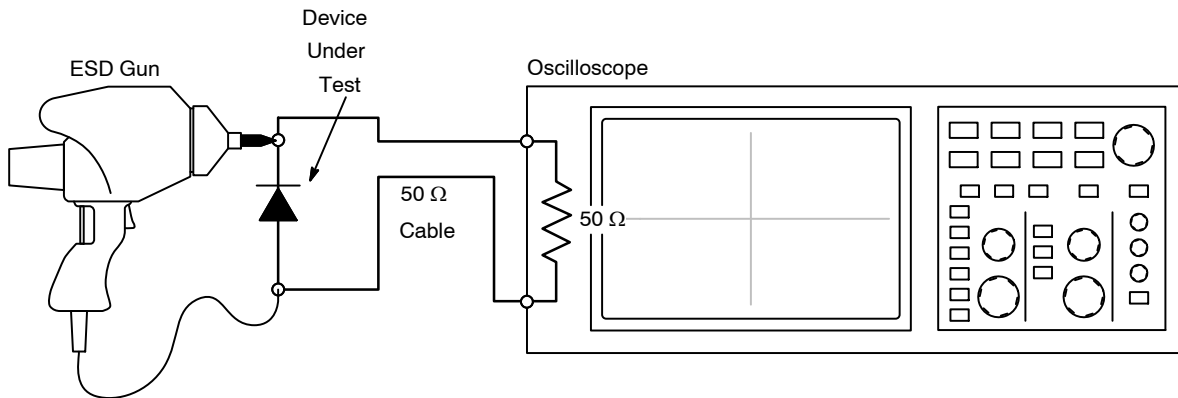 Device
Under
Test
ESD Gun
Oscilloscope
50 Ω
Cable
50 Ω